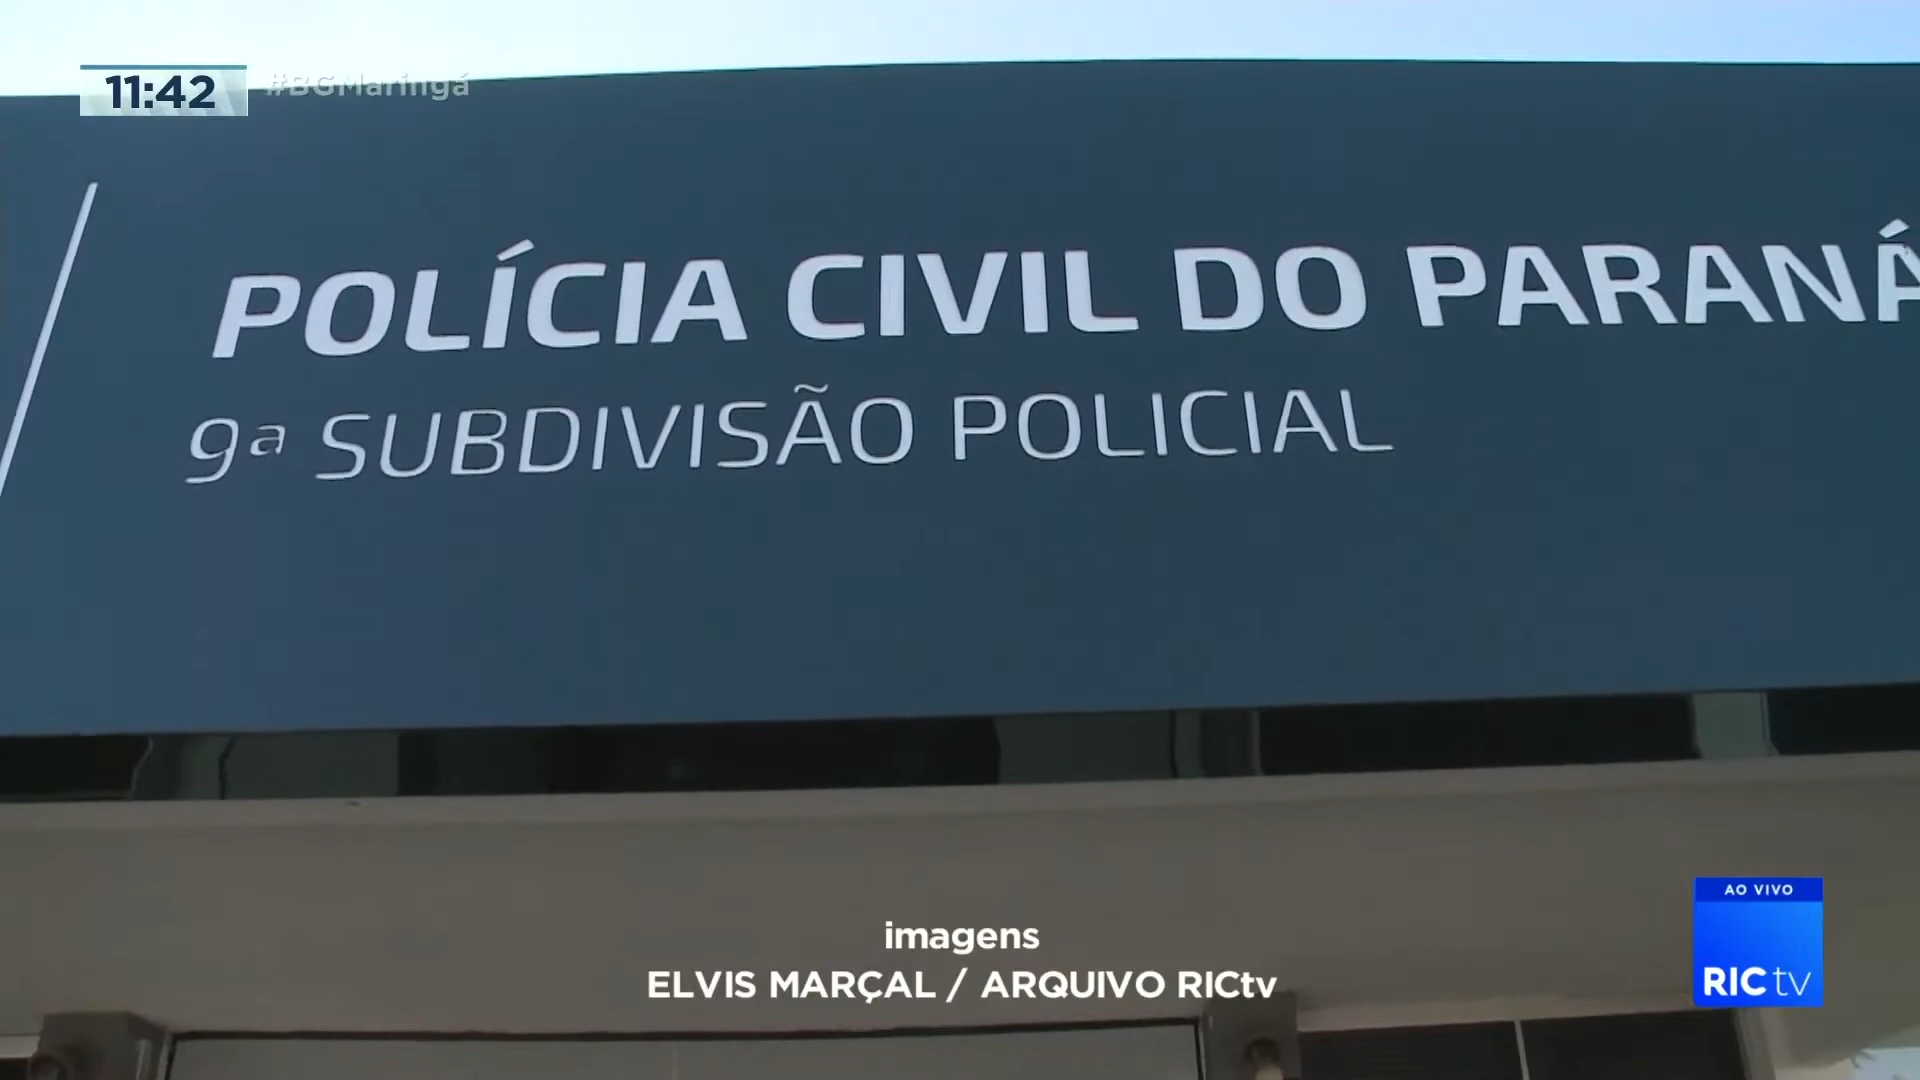 11:42 #BGMaringá
POLÍCIA CIVIL DO PARANÁ
9ª SUBDIVISÃO POLICIAL
imagens
ELVIS MARÇAL / ARQUIVO RICtv
AO VIVO
RICtv